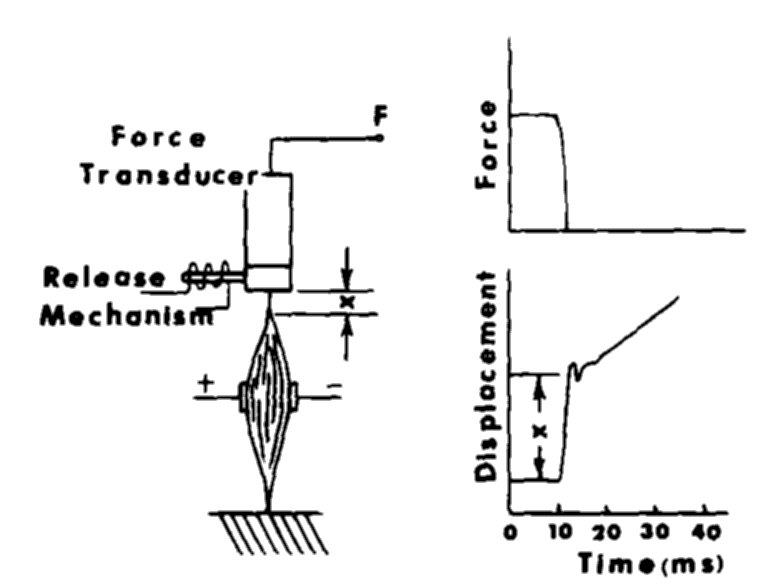 Force
Transducer
F
Release
Mechanism
x
+
-
Force
Displacement
x
0 10 20 30 40
Time(ms)